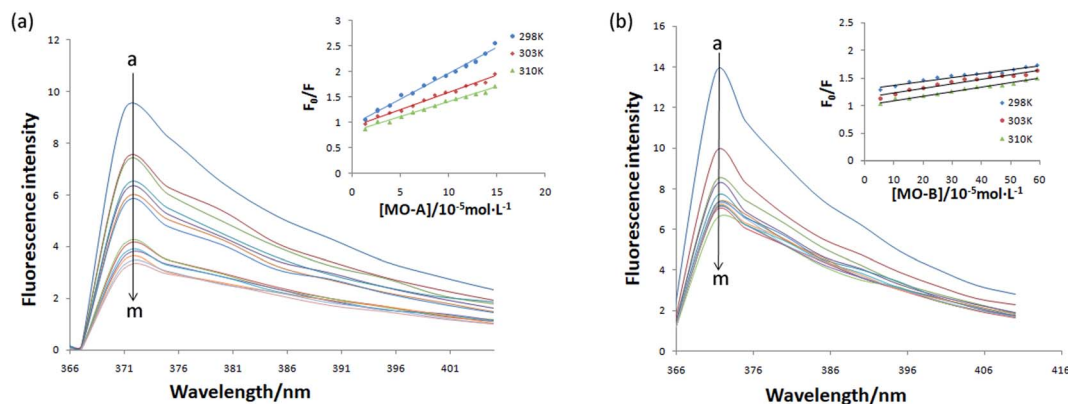 (a)
12
10
8
6
4
2
0
366 371 376 381 386 391 396 401
Fluorescence intensity
Wavelength/nm
a
m
3
2.5
2
1.5
1
0.5
0
0 5 10 15 20
F₀/F
[MO-A]/10⁻⁵mol·L⁻¹
298K
303K
310K
(b)
16
14
12
10
8
6
4
2
0
366 376 386 396 406 416
Fluorescence intensity
Wavelength/nm
a
m
2
1.5
1
0.5
0
0 10 20 30 40 50 60
F₀/F
[MO-B]/10⁻⁵mol·L⁻¹
298K
303K
310K